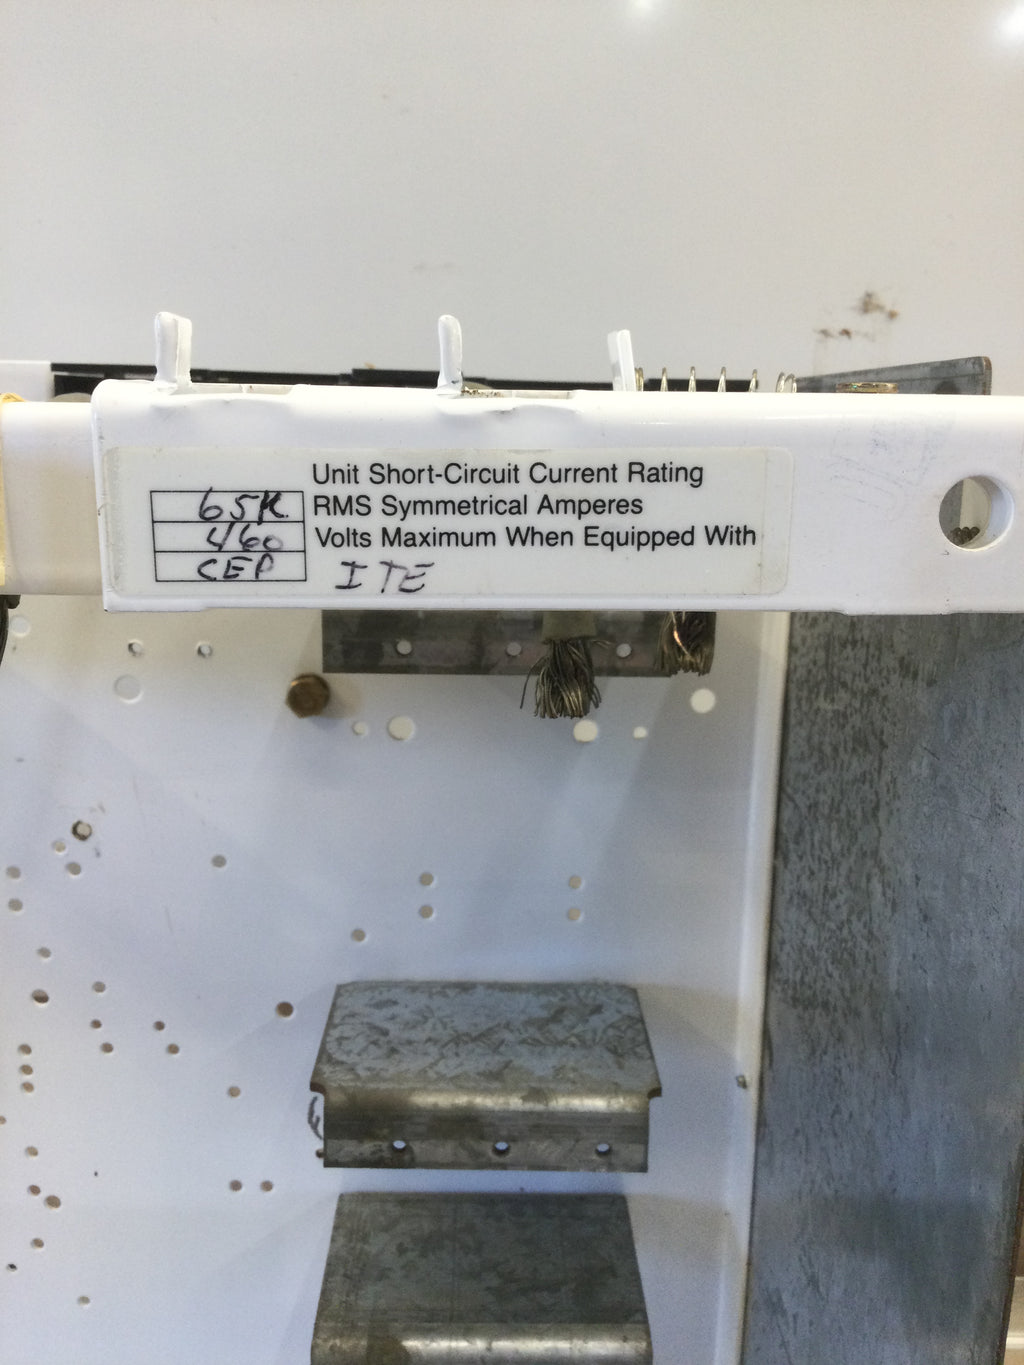 Unit Short-Circuit Current Rating
65K RMS Symmetrical Amperes
460 Volts Maximum When Equipped With
CEP ITE